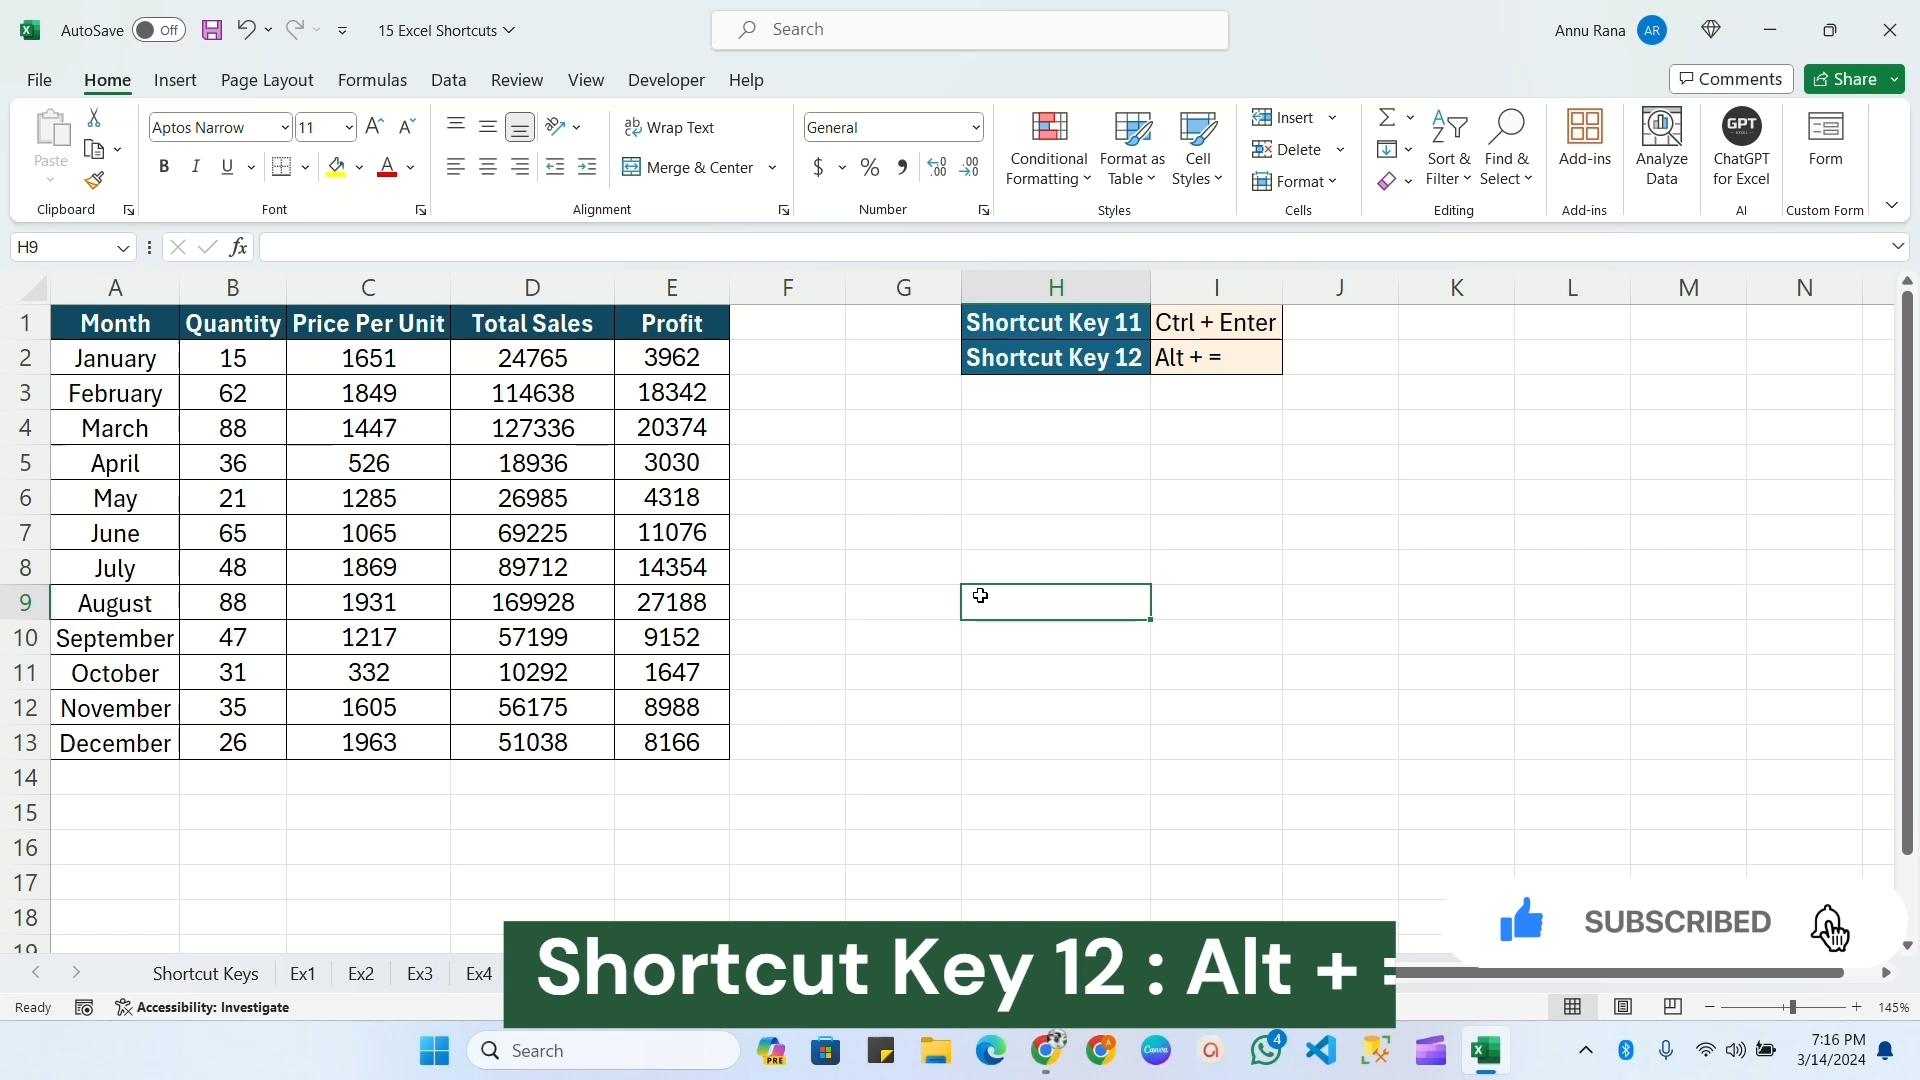 AutoSave Off 15 Excel Shortcuts Search Annu Rana AR
File Home Insert Page Layout Formulas Data Review View Developer Help Comments Share
Aptos Narrow 11 Wrap Text General Insert
Paste B I U Merge & Center $ % Conditional Formatting Format as Table Cell Styles Delete Format Sort & Filter Find & Select Add-ins Analyze Data GPT ChatGPT for Excel Form
Clipboard Font Alignment Number Styles Cells Editing Add-ins AI Custom Form
H9 fx
A B C D E F G H I J K L M N
1 Month Quantity Price Per Unit Total Sales Profit Shortcut Key 11 Ctrl + Enter
2 January 15 1651 24765 3962 Shortcut Key 12 Alt + =
3 February 62 1849 114638 18342
4 March 88 1447 127336 20374
5 April 36 526 18936 3030
6 May 21 1285 26985 4318
7 June 65 1065 69225 11076
8 July 48 1869 89712 14354
9 August 88 1931 169928 27188
10 September 47 1217 57199 9152
11 October 31 332 10292 1647
12 November 35 1605 56175 8988
13 December 26 1963 51038 8166
14
15
16
17
18 SUBSCRIBED
19
Shortcut Keys Ex1 Ex2 Ex3 Ex4 Shortcut Key 12 : Alt + =
Ready Accessibility: Investigate 145%
Search PRE Canva 4 7:16 PM
3/14/2024